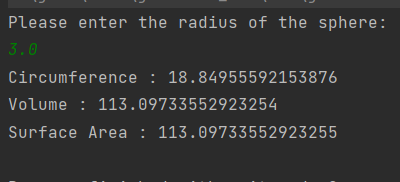 Please enter the radius of the sphere:
3.0
Circumference : 18.84955592153876
Volume : 113.09733552923254
Surface Area : 113.09733552923255